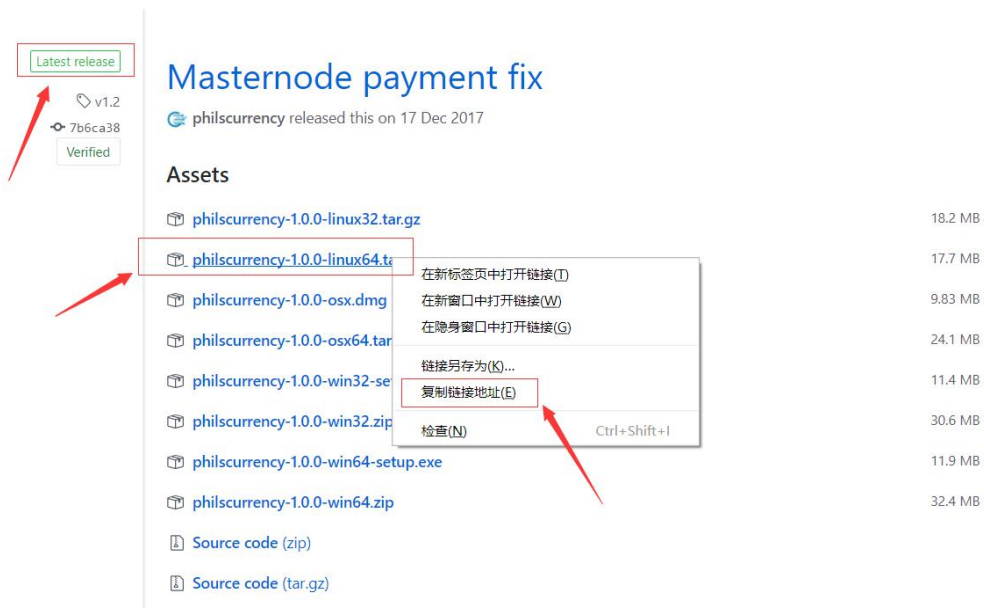 Latest release
v1.2
7b6ca38
Verified
Masternode payment fix
philscurrency released this on 17 Dec 2017
Assets
philscurrency-1.0.0-linux32.tar.gz 18.2 MB
philscurrency-1.0.0-linux64.ta 17.7 MB
philscurrency-1.0.0-osx.dmg 9.83 MB
philscurrency-1.0.0-osx64.tar 24.1 MB
philscurrency-1.0.0-win32-se 11.4 MB
philscurrency-1.0.0-win32.zip 30.6 MB
philscurrency-1.0.0-win64-setup.exe 11.9 MB
philscurrency-1.0.0-win64.zip 32.4 MB
Source code (zip)
Source code (tar.gz)
在新标签页中打开链接(T)
在新窗口中打开链接(W)
在隐身窗口中打开链接(G)
链接另存为(K)...
复制链接地址(E)
检查(N) Ctrl+Shift+I